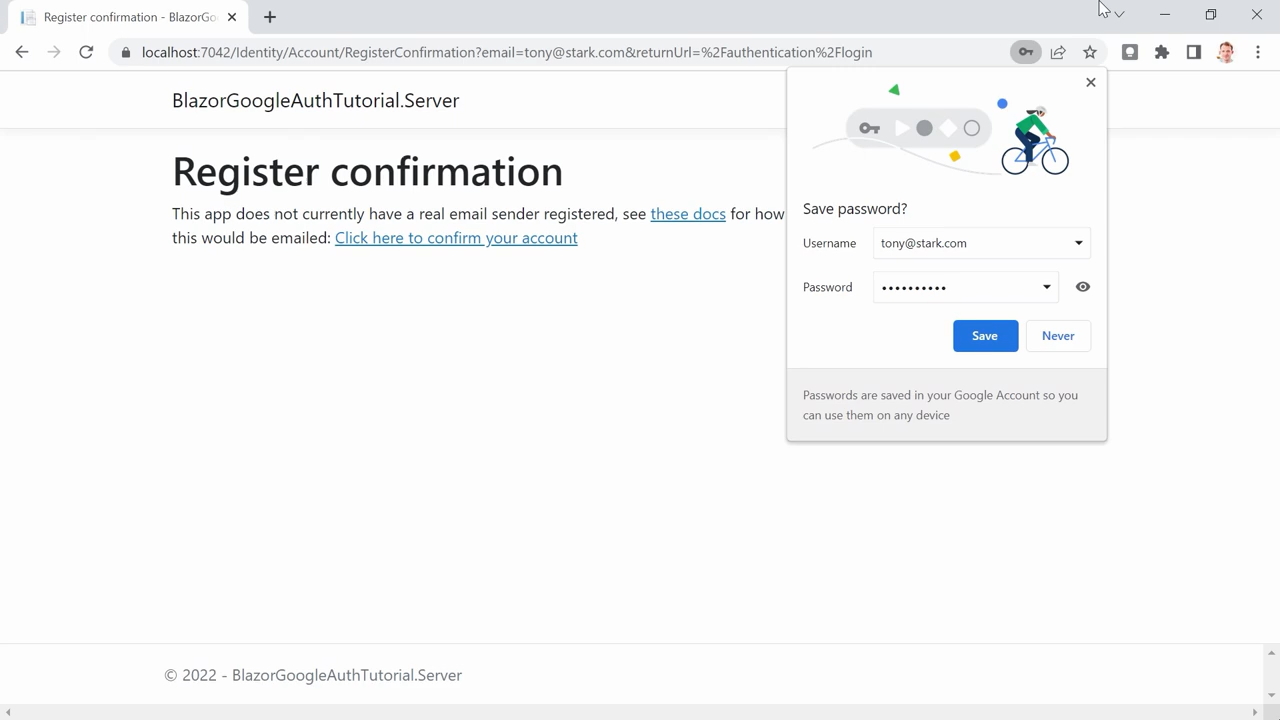 Register confirmation - BlazorGo
localhost:7042/Identity/Account/RegisterConfirmation?email=tony@stark.com&returnUrl=%2Fauthentication%2Flogin
BlazorGoogleAuthTutorial.Server
Register confirmation
This app does not currently have a real email sender registered, see these docs for how
this would be emailed: Click here to confirm your account
Save password?
Username tony@stark.com
Password ••••••••••
Save Never
Passwords are saved in your Google Account so you
can use them on any device
© 2022 - BlazorGoogleAuthTutorial.Server